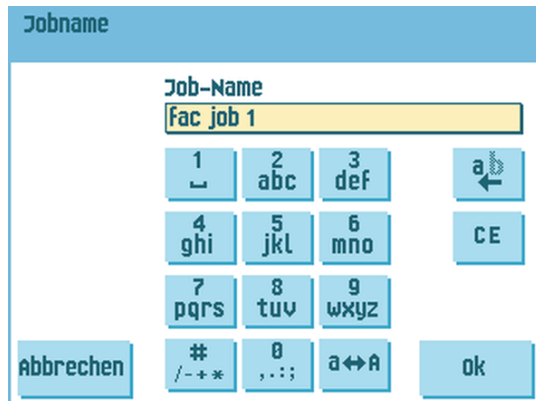 Jobname
Job-Name
fac job 1
1 2 3
␣ abc def ab
4 5 6
ghi jkl mno CE
7 8 9
pqrs tuv wxyz
# 0
Abbrechen /-+* ,.:; a↔A ok